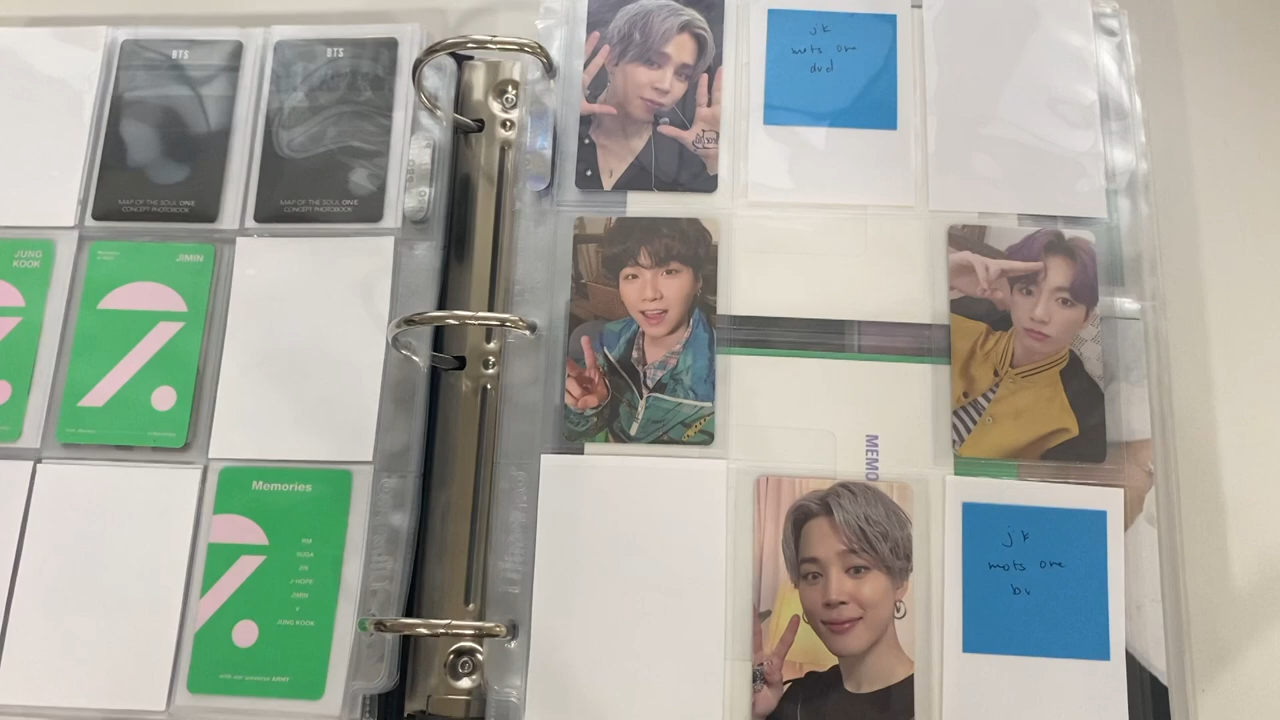 BTS
MAP OF THE SOUL ON:E
CONCEPT PHOTOBOOK
BTS
MAP OF THE SOUL ON:E
CONCEPT PHOTOBOOK
JUNG
KOOK
JIMIN
Memories
RM
SUGA
JIN
J-HOPE
JIMIN
V
JUNG KOOK
with our universe ARMY
jk
mots one
dvd
MEMO
jk
mots one